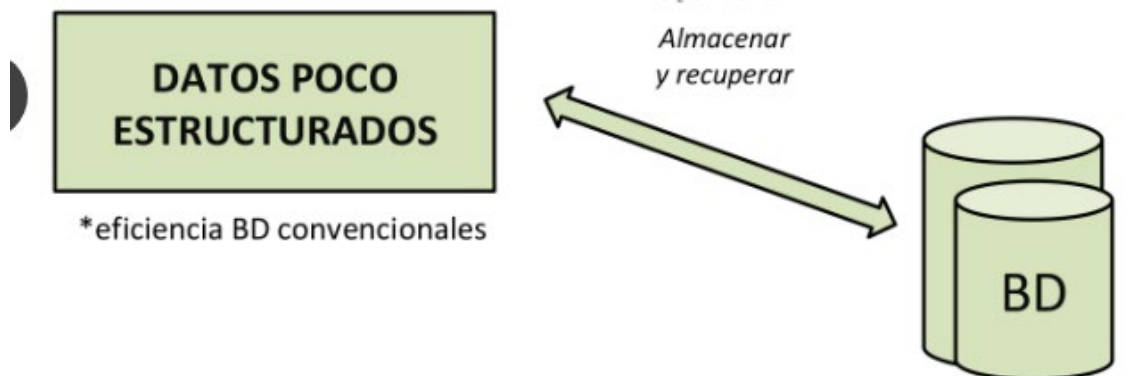 Almacenar
y recuperar
DATOS POCO
ESTRUCTURADOS
*eficiencia BD convencionales
BD